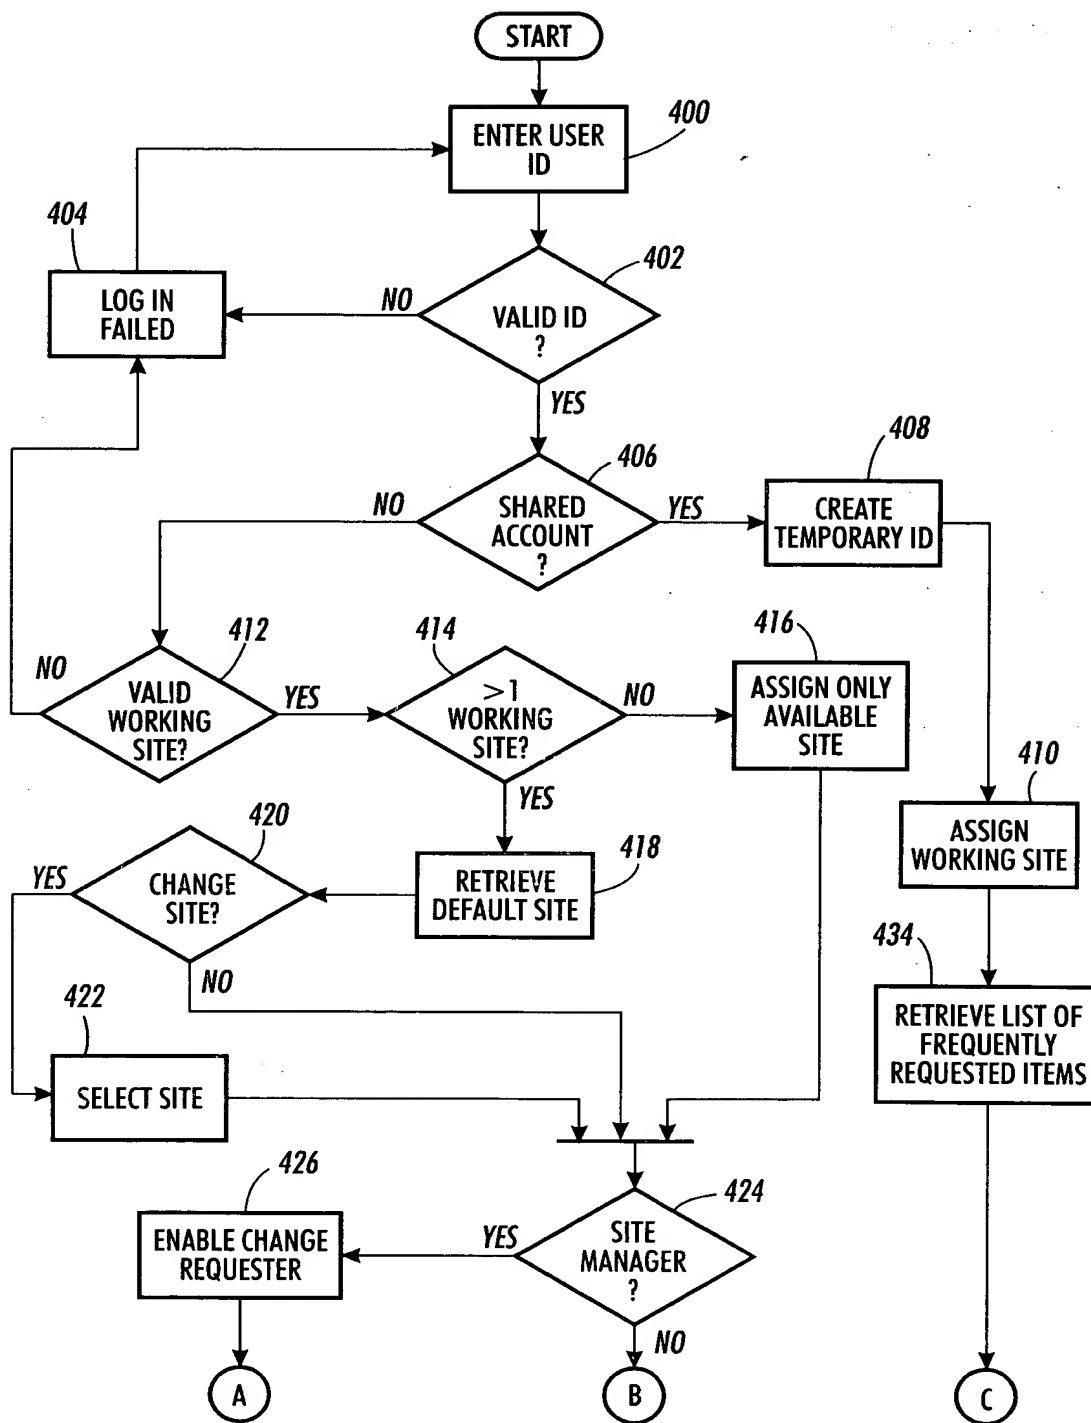 START
400
ENTER USER
ID
404
402
LOG IN
FAILED
NO
VALID ID
?
YES
406
408
NO
SHARED
ACCOUNT
?
YES
CREATE
TEMPORARY ID
412
414
416
NO
VALID
WORKING
SITE?
YES
>1
WORKING
SITE?
NO
ASSIGN ONLY
AVAILABLE
SITE
410
YES
420
418
ASSIGN
WORKING SITE
YES
CHANGE
SITE?
RETRIEVE
DEFAULT SITE
434
NO
422
RETRIEVE LIST OF
FREQUENTLY
REQUESTED ITEMS
SELECT SITE
426
424
ENABLE CHANGE
REQUESTER
YES
SITE
MANAGER
?
NO
A
B
C